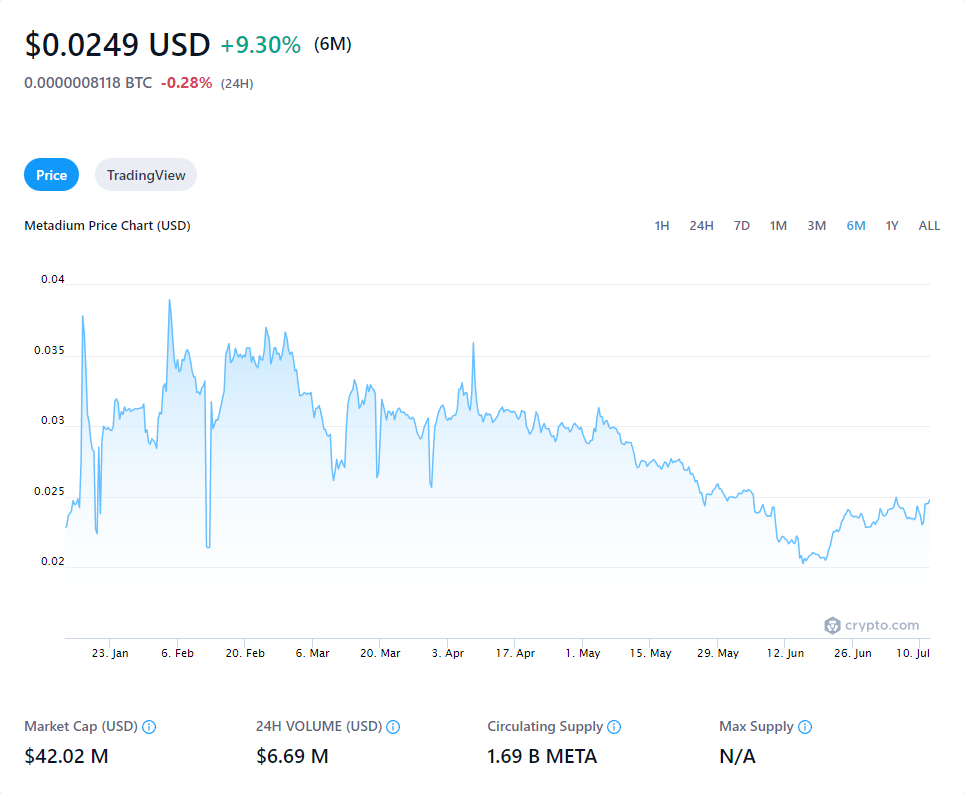 $0.0249 USD +9.30% (6M)
0.0000008118 BTC -0.28% (24H)
Price TradingView
Metadium Price Chart (USD) 1H 24H 7D 1M 3M 6M 1Y ALL
0.04
0.035
0.03
0.025
0.02
crypto.com
23. Jan 6. Feb 20. Feb 6. Mar 20. Mar 3. Apr 17. Apr 1. May 15. May 29. May 12. Jun 26. Jun 10. Jul
Market Cap (USD) 24H VOLUME (USD) Circulating Supply Max Supply
$42.02 M $6.69 M 1.69 B META N/A